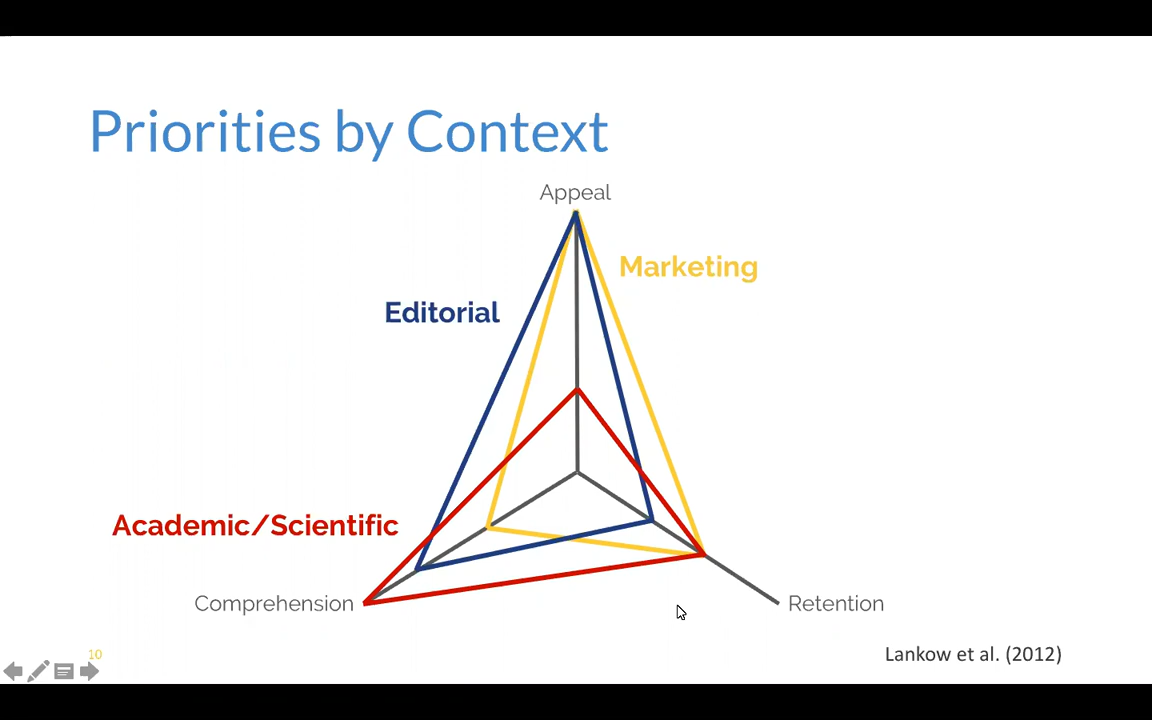 Priorities by Context
Appeal
Marketing
Editorial
Academic/Scientific
Comprehension
Retention
Lankow et al. (2012)
10